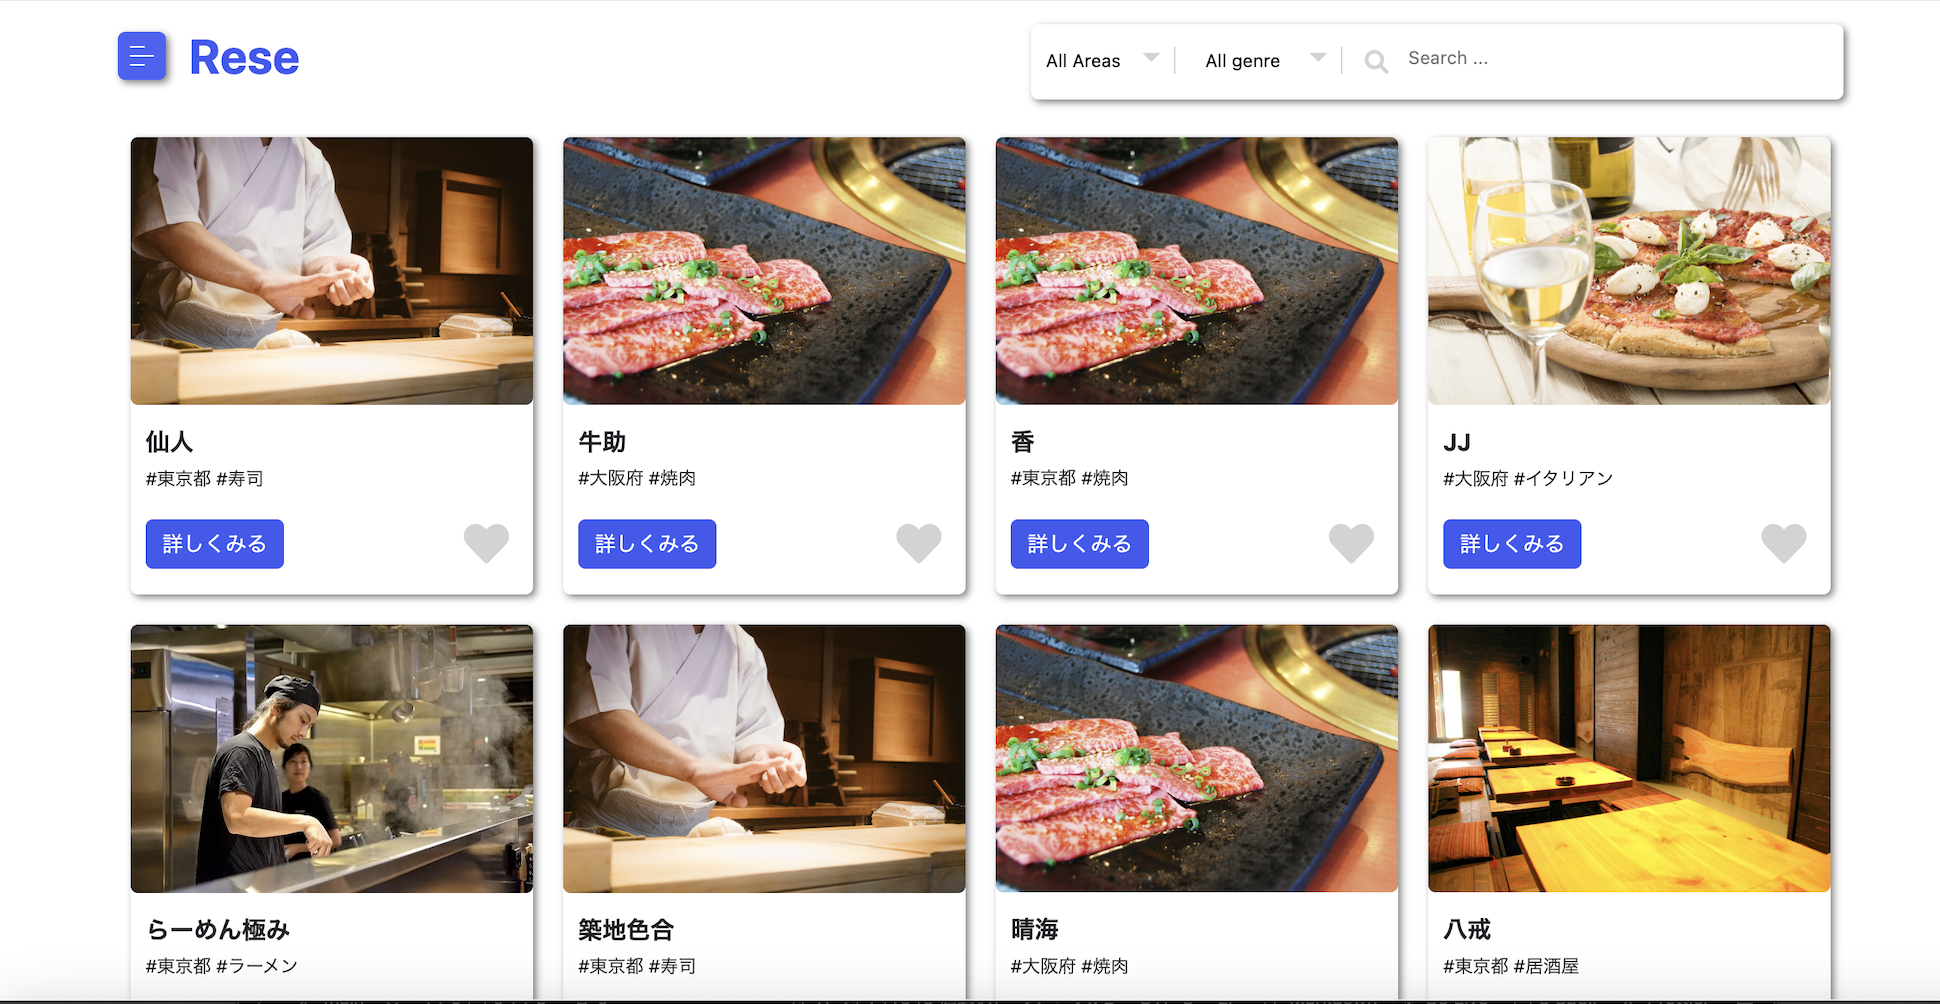 Rese
All Areas
All genre
Search ...
仙人
#東京都 #寿司
詳しくみる
牛助
#大阪府 #焼肉
詳しくみる
香
#東京都 #焼肉
詳しくみる
JJ
#大阪府 #イタリアン
詳しくみる
らーめん極み
#東京都 #ラーメン
築地色合
#東京都 #寿司
晴海
#大阪府 #焼肉
八戒
#東京都 #居酒屋